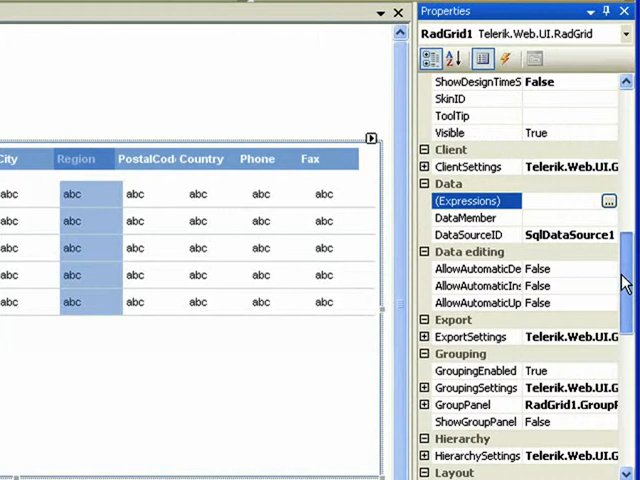 Properties
RadGrid1 Telerik.Web.UI.RadGrid
ShowDesignTimeS False
SkinID
ToolTip
Visible True
Client
ClientSettings Telerik.Web.UI.G
Data
(Expressions) ...
DataMember
DataSourceID SqlDataSource1
Data editing
AllowAutomaticDe False
AllowAutomaticIn: False
AllowAutomaticUp False
Export
ExportSettings Telerik.Web.UI.G
Grouping
GroupingEnabled True
GroupingSettings Telerik.Web.UI.G
GroupPanel RadGrid1.GroupF
ShowGroupPanel False
Hierarchy
HierarchySettings Telerik.Web.UI.G
Layout
City Region PostalCod Country Phone Fax
abc abc abc abc abc abc
abc abc abc abc abc abc
abc abc abc abc abc abc
abc abc abc abc abc abc
abc abc abc abc abc abc